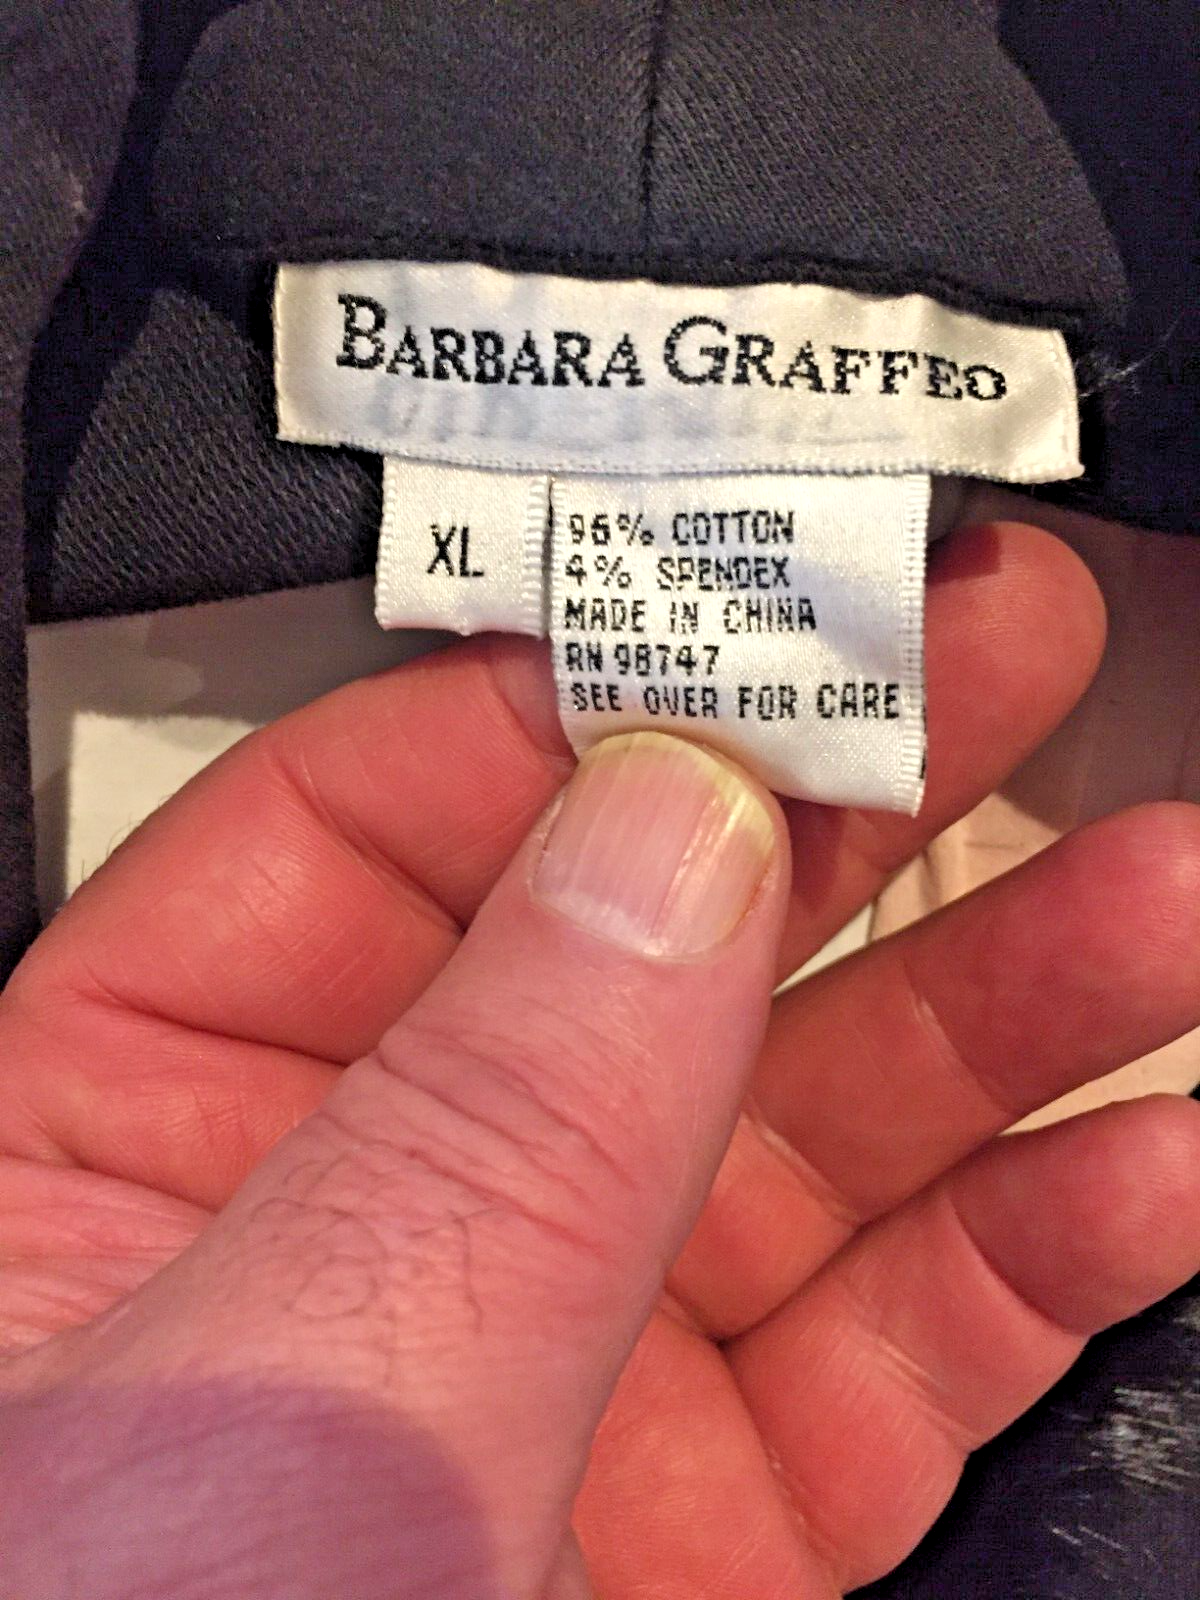 BARBARA GRAFFEO
XL
96% COTTON
4% SPENDEX
MADE IN CHINA
RN 98747
SEE OVER FOR CARE